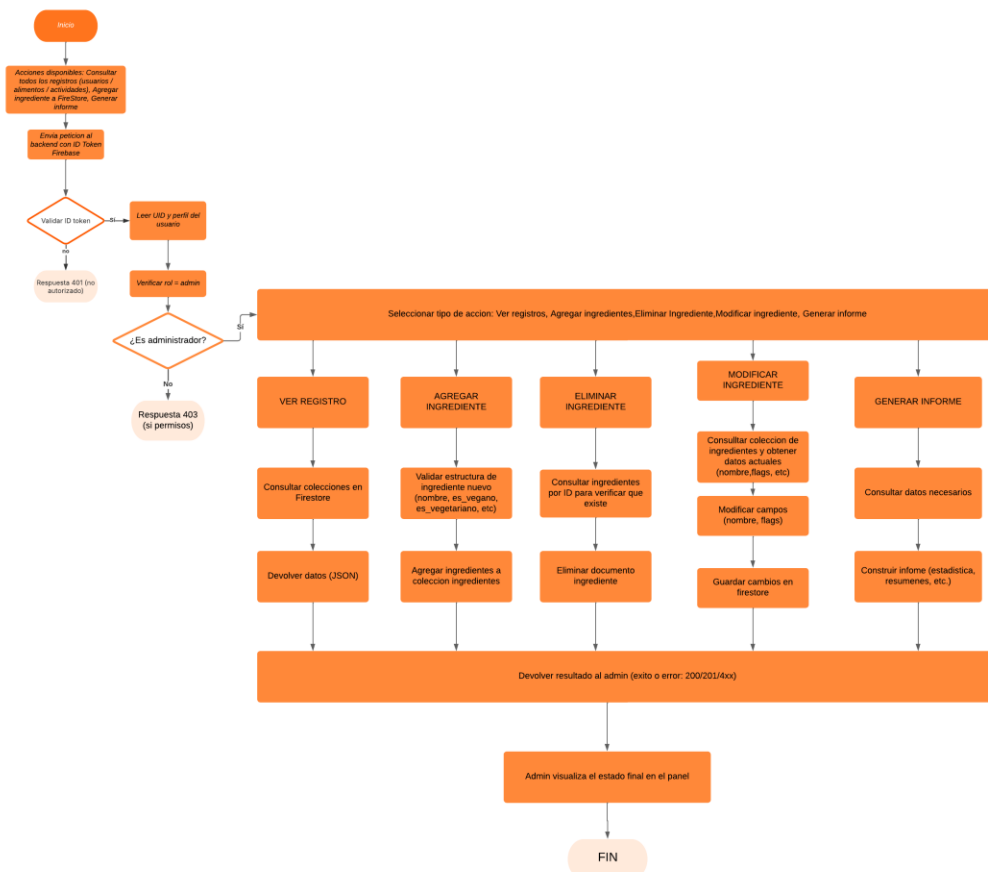 Inicio
Acciones disponibles: Consultar
todos los registros (usuarios /
alimentos / actividades), Agregar
ingrediente a FireStore, Generar
informe
Envia peticion al
backend con ID Token
Firebase
Validar ID token
Si
Leer UID y perfil del
usuario
no
Respuesta 401 (no
autorizado)
Verificar rol = admin
¿Es administrador?
Sí
No
Respuesta 403
(si permisos)
Seleccionar tipo de accion: Ver registros, Agregar ingredientes,Eliminar Ingrediente,Modificar ingrediente, Generar informe
VER REGISTRO
AGREGAR
INGREDIENTE
ELIMINAR
INGREDIENTE
MODIFICAR
INGREDIENTE
GENERAR INFORME
Consultar colecciones en
Firestore
Validar estructura de
ingrediente nuevo
(nombre, es_vegano,
es_vegetariano, etc)
Consultar ingredientes
por ID para verificar que
existe
Consulltar coleccion de
ingredientes y obtener
datos actuales
(nombre,flags, etc)
Consultar datos necesarios
Modificar campos
(nombre, flags)
Devolver datos (JSON)
Agregar ingredientes a
coleccion ingredientes
Eliminar documento
ingrediente
Guardar cambios en
firestore
Construir infome (estadistica,
resumenes, etc.)
Devolver resultado al admin (exito o error: 200/201/4xx)
Admin visualiza el estado final en el panel
FIN